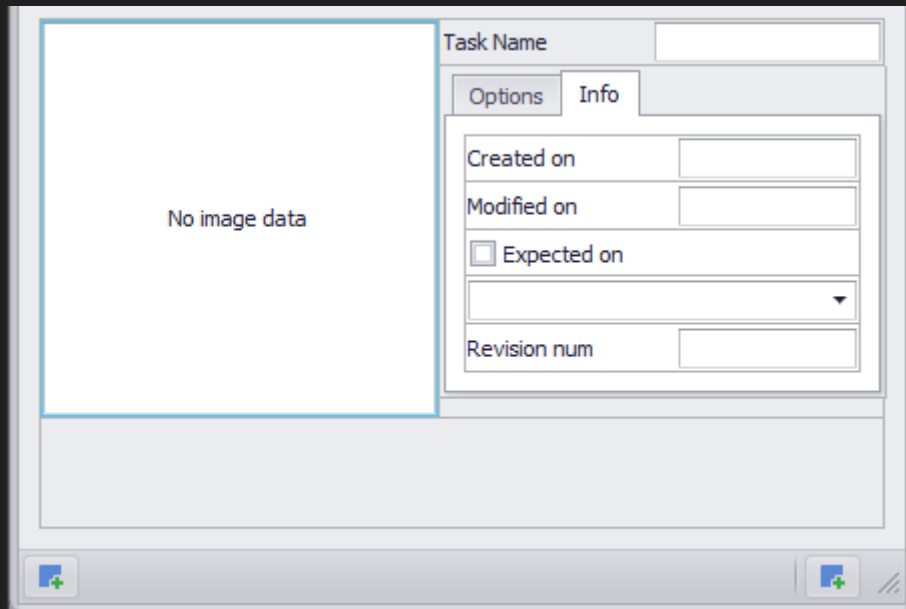 Task Name
Options
Info
Created on
No image data
Modified on
Expected on
Revision num